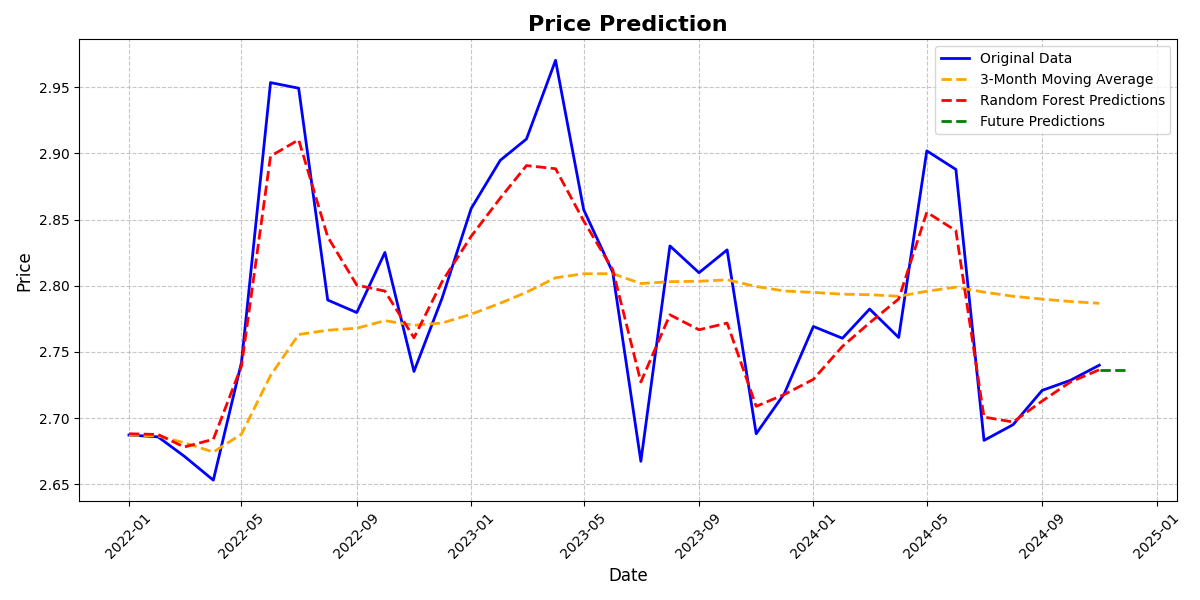 Price Prediction
Original Data
3-Month Moving Average
Random Forest Predictions
Future Predictions
Price
2.95
2.90
2.85
2.80
2.75
2.70
2.65
2022-01
2022-05
2022-09
2023-01
2023-05
2023-09
2024-01
2024-05
2024-09
2025-01
Date